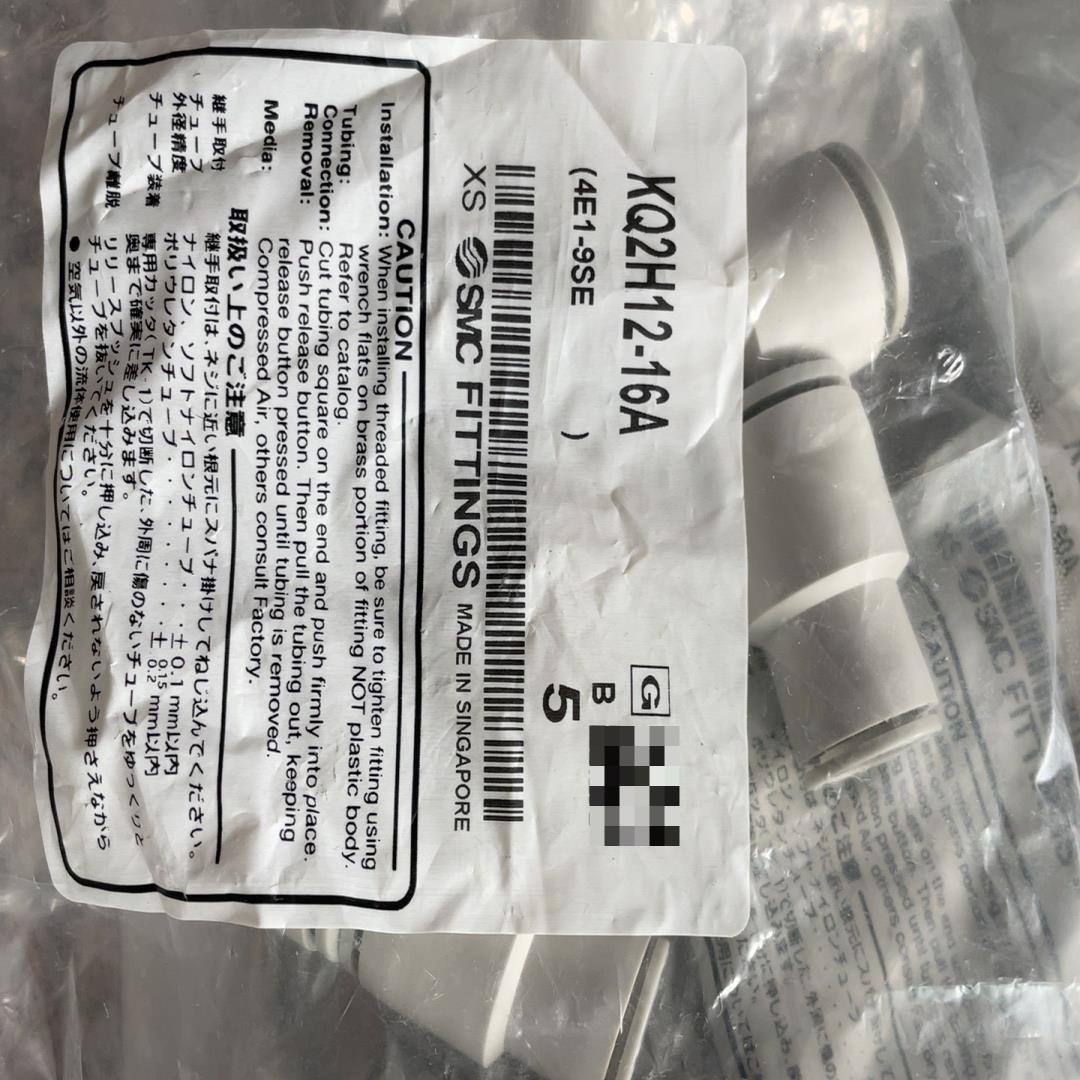 KQ2H12-16A
(4E1-9SE )
G
B
5
XS SMC FITTINGS MADE IN SINGAPORE
CAUTION
Installation: When installing threaded fitting, be sure to tighten fitting using
wrench flats on brass portion of fitting NOT plastic body.
Tubing: Refer to catalog.
Connection: Cut tubing square on the end and push firmly into place.
Removal: Push release button. Then pull the tubing out, keeping
release button pressed until tubing is removed.
Media: Compressed Air, others consult Factory.
取扱い上のご注意
継手取付 継手取付は、ネジに近い根元にスパナ掛けしてねじ込んでください。
チューブ ナイロン、ソフトナイロンチューブ・・±0.1mm以内
外径精度 ポリウレタンチューブ・・・・・・・±0.15 0.2 mm以内
チューブ装着 専用カッタ(TK-1)で切断した、外周に傷のないチューブをゆっくりと
奥まで確実に差し込みます。
チューブ離脱 リリースブッシュを十分に押し込み、戻されないよう押さえながら
チューブを抜いてください。
●空気以外の流体使用についてはご相談ください。
XS SMC FITT
CAUTION